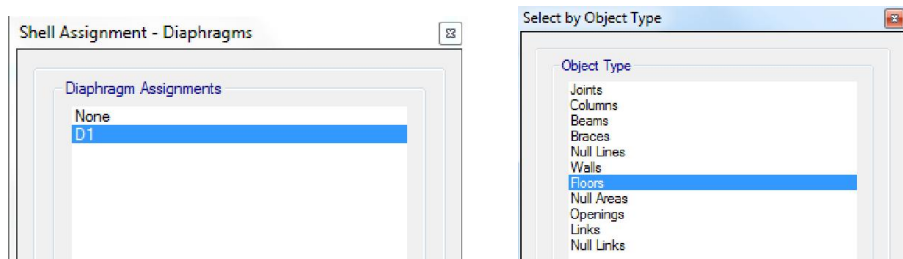 Shell Assignment - Diaphragms
Diaphragm Assignments
None
D1
Select by Object Type
Object Type
Joints
Columns
Beams
Braces
Null Lines
Walls
Floors
Null Areas
Openings
Links
Null Links